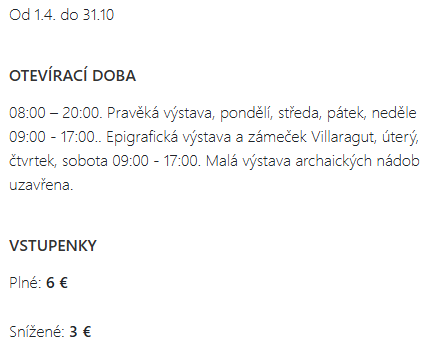 Od 1.4. do 31.10
OTEVÍRACÍ DOBA
08:00 – 20:00. Pravěká výstava, pondělí, středa, pátek, neděle
09:00 - 17:00.. Epigrafická výstava a zámeček Villaragut, úterý,
čtvrtek, sobota 09:00 - 17:00. Malá výstava archaických nádob
uzavřena.
VSTUPENKY
Plné: 6 €
Snížené: 3 €